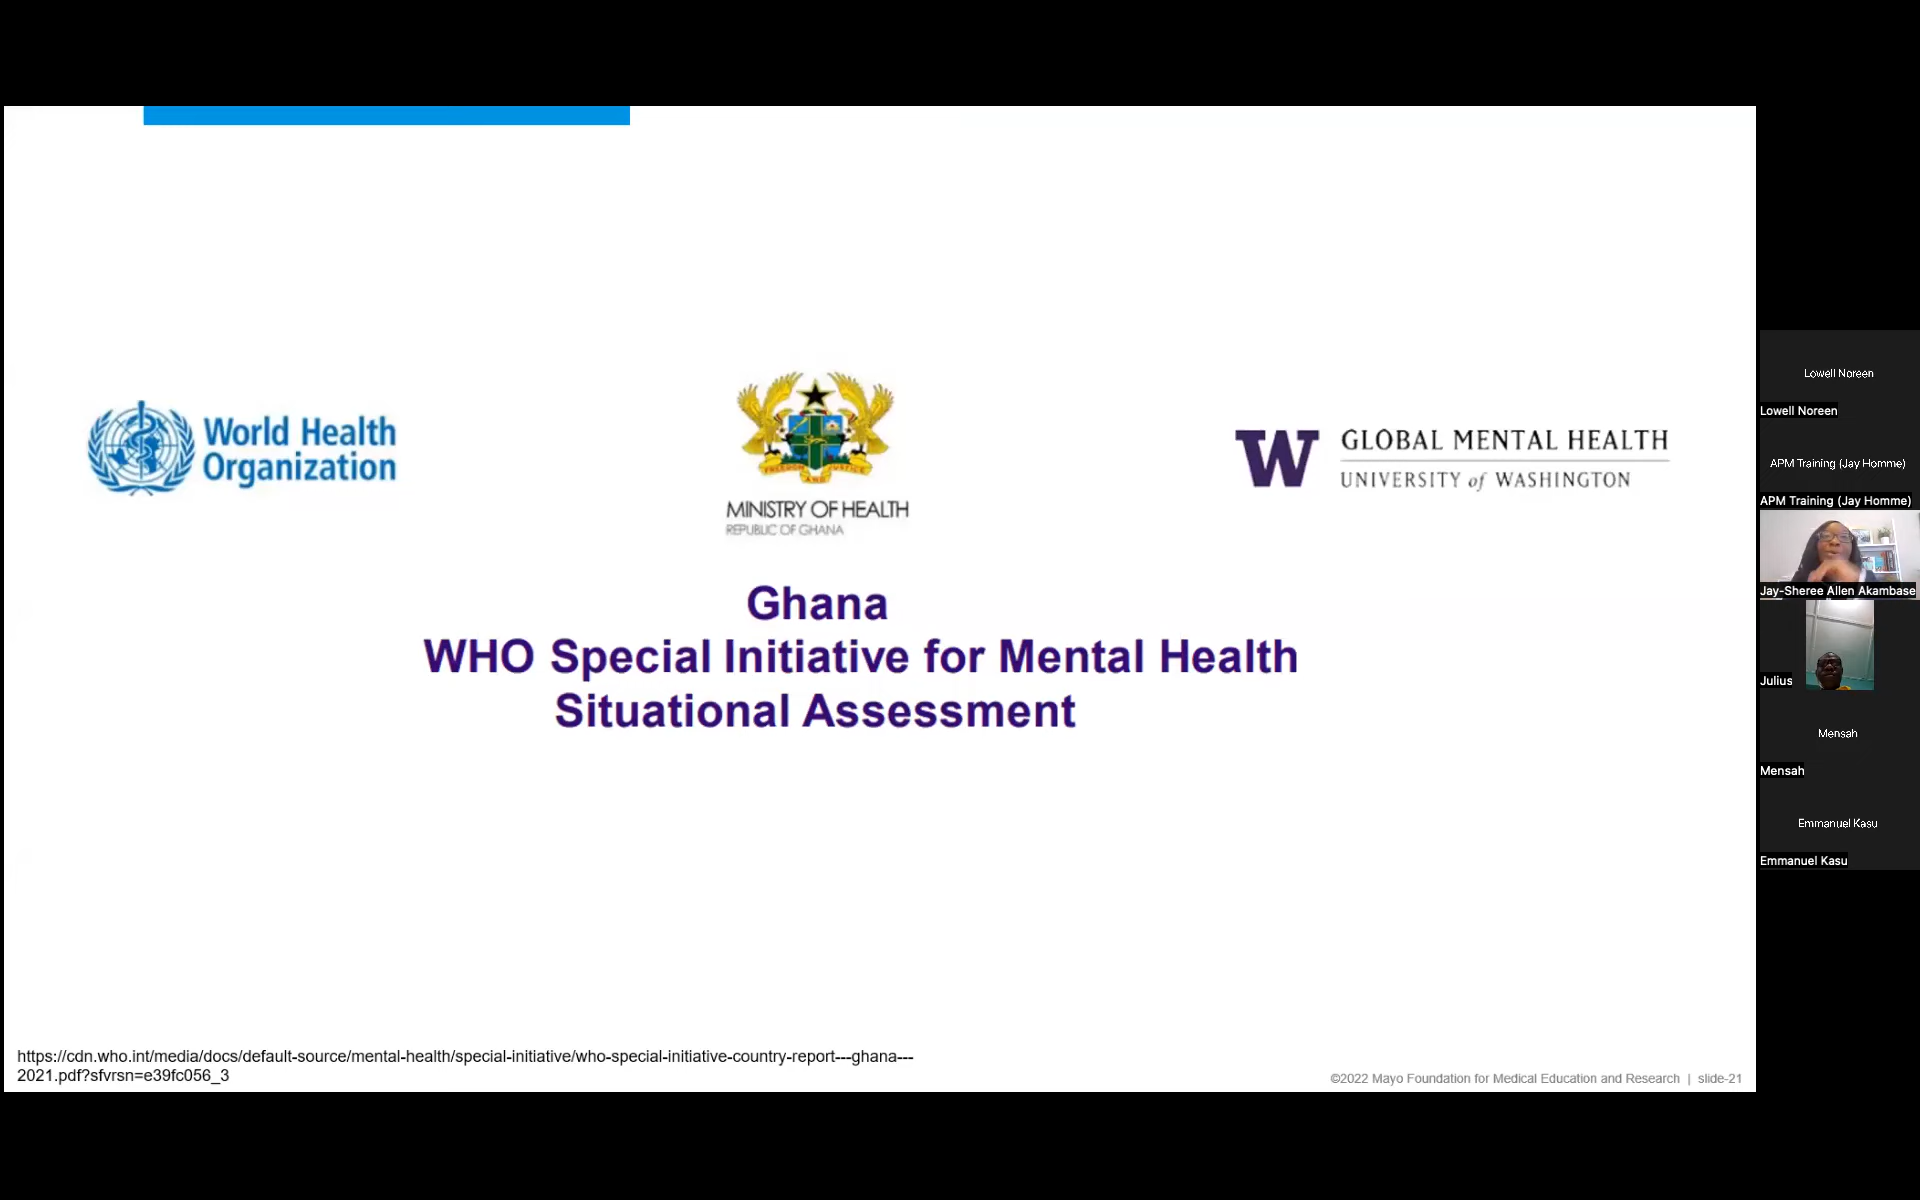 World Health
Organization
FREEDOM AND JUSTICE
MINISTRY OF HEALTH
REPUBLIC OF GHANA
W
GLOBAL MENTAL HEALTH
UNIVERSITY of WASHINGTON
Ghana
WHO Special Initiative for Mental Health
Situational Assessment
https://cdn.who.int/media/docs/default-source/mental-health/special-initiative/who-special-initiative-country-report---ghana---
2021.pdf?sfvrsn=e39fc056_3
©2022 Mayo Foundation for Medical Education and Research | slide-21
Lowell Noreen
Lowell Noreen
APM Training (Jay Homme)
APM Training (Jay Homme)
Jay-Sheree Allen Akambase
Julius
Mensah
Mensah
Emmanuel Kasu
Emmanuel Kasu